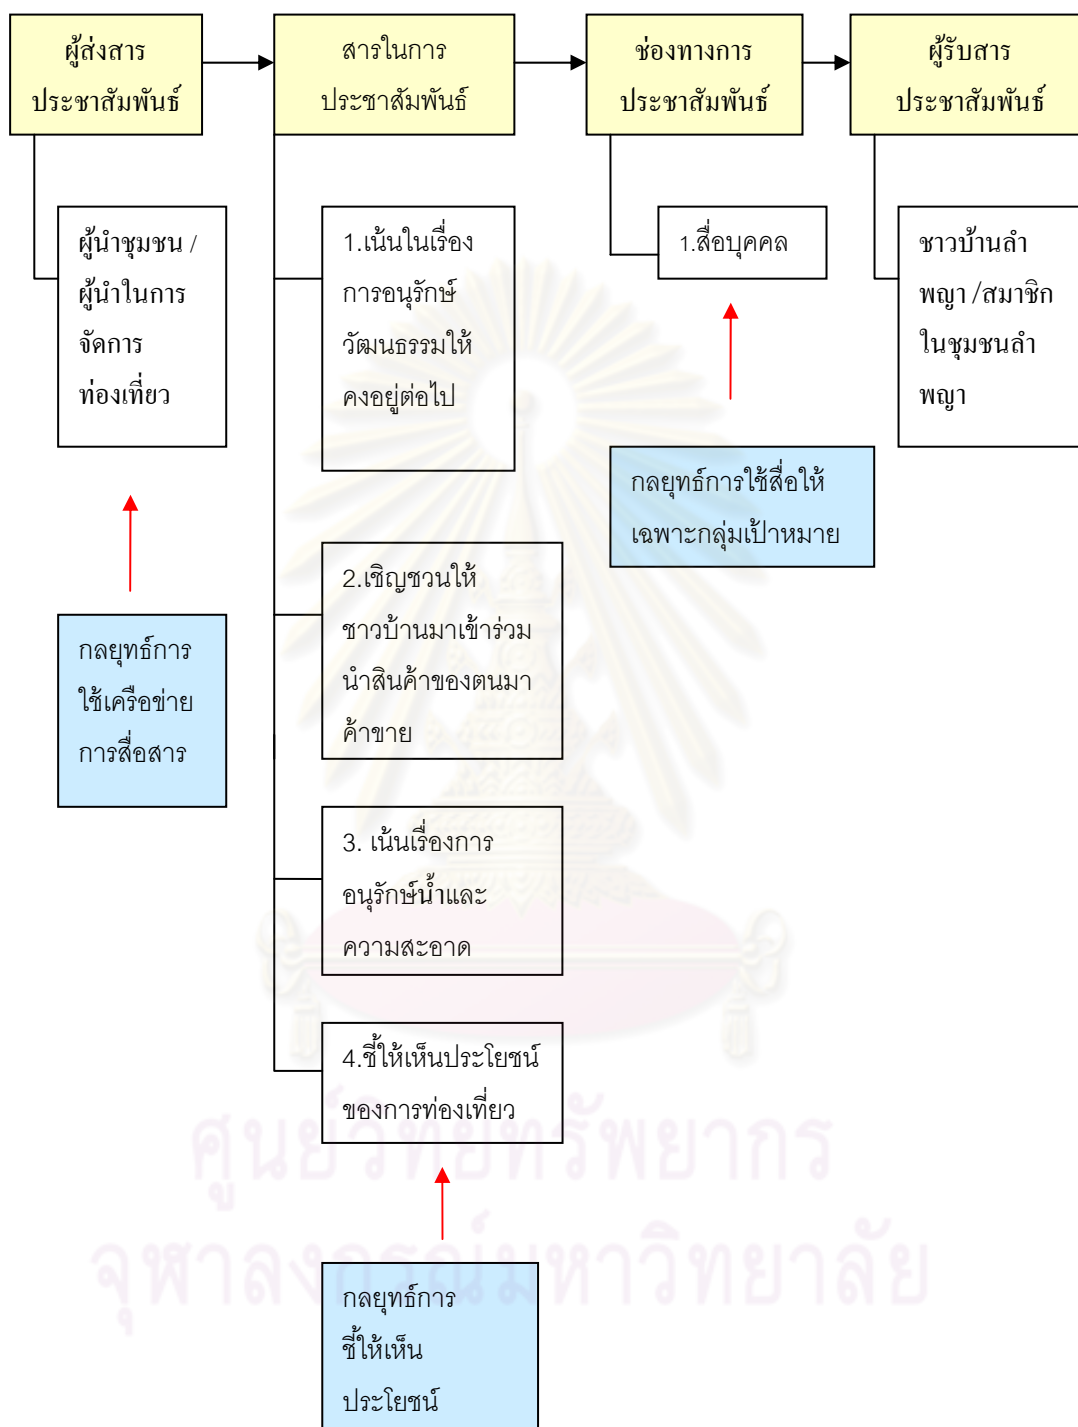 ผู้ส่งสาร
ประชาสัมพันธ์
สารในการ
ประชาสัมพันธ์
ช่องทางการ
ประชาสัมพันธ์
ผู้รับสาร
ประชาสัมพันธ์
ผู้นำชุมชน /
ผู้นำในการ
จัดการ
ท่องเที่ยว
กลยุทธ์การ
ใช้เครือข่าย
การสื่อสาร
1.เน้นในเรื่อง
การอนุรักษ์
วัฒนธรรมให้
คงอยู่ต่อไป
2.เชิญชวนให้
ชาวบ้านมาเข้าร่วม
นำสินค้าของตนมา
ค้าขาย
3. เน้นเรื่องการ
อนุรักษ์น้ำและ
ความสะอาด
4.ชี้ให้เห็นประโยชน์
ของการท่องเที่ยว
กลยุทธ์การ
ชี้ให้เห็น
ประโยชน์
1.สื่อบุคคล
กลยุทธ์การใช้สื่อให้
เฉพาะกลุ่มเป้าหมาย
ชาวบ้านลำ
พญา /สมาชิก
ในชุมชนลำ
พญา
ศูนย์วิทยทรัพยากร
จุฬาลงกรณ์มหาวิทยาลัย